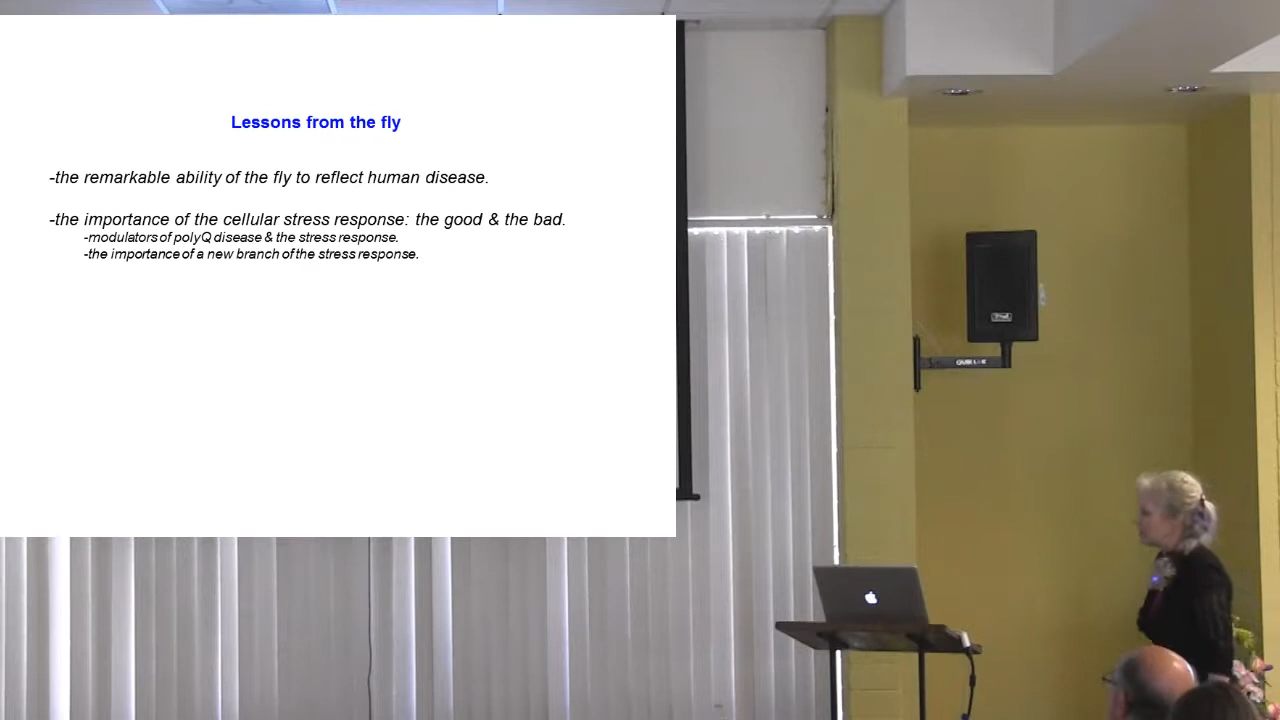 Lessons from the fly
-the remarkable ability of the fly to reflect human disease.
-the importance of the cellular stress response: the good & the bad.
-modulators of polyQ disease & the stress response.
-the importance of a new branch of the stress response.